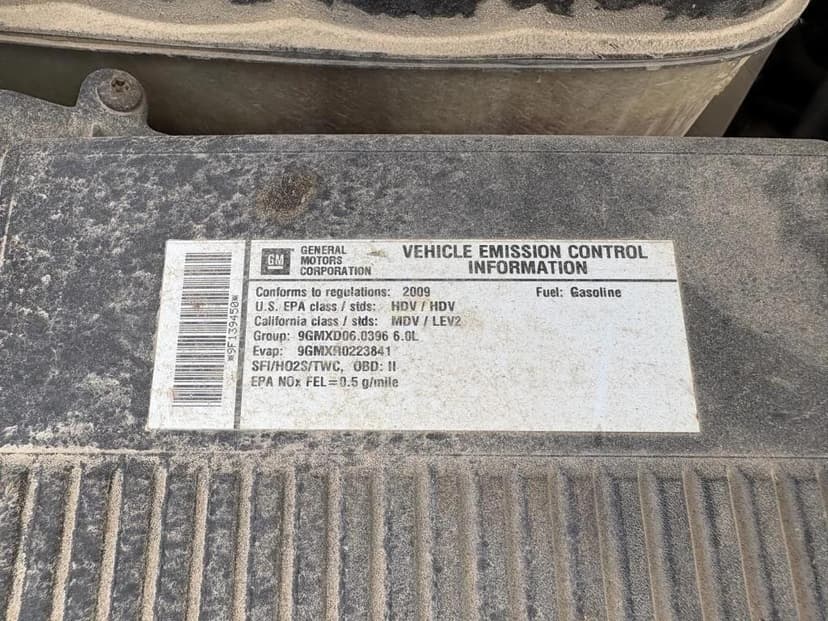 GM
GENERAL
MOTORS
CORPORATION
VEHICLE EMISSION CONTROL
INFORMATION
Conforms to regulations: 2009 Fuel: Gasoline
U.S. EPA class / stds: HDV / HDV
California class / stds: MDV / LEV2
Group: 9GMXD06.0396 6.0L
Evap: 9GMXR0223841
SFI/HO2S/TWC, OBD: II
EPA NOx FEL=0.5 g/mile
*9F139450*